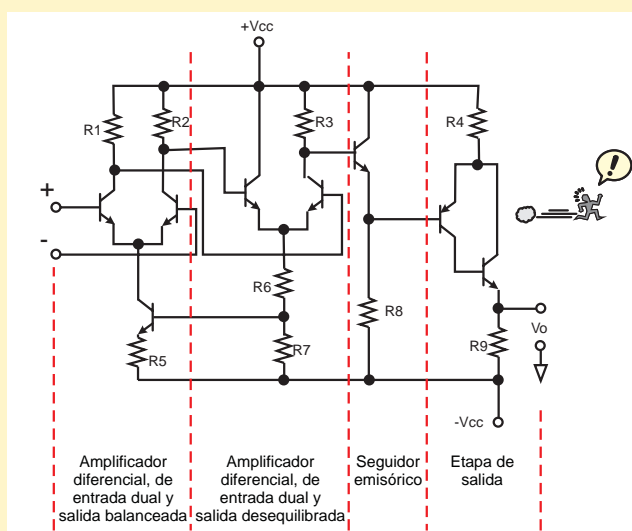 +Vcc
R1
R2
R3
R4
+
-
R6
R8
R5
R7
R9
Vo
-Vcc
Amplificador
diferencial, de
entrada dual y
salida balanceada
Amplificador
diferencial, de
entrada dual y
salida desequilibrada
Seguidor
emisórico
Etapa de
salida
!